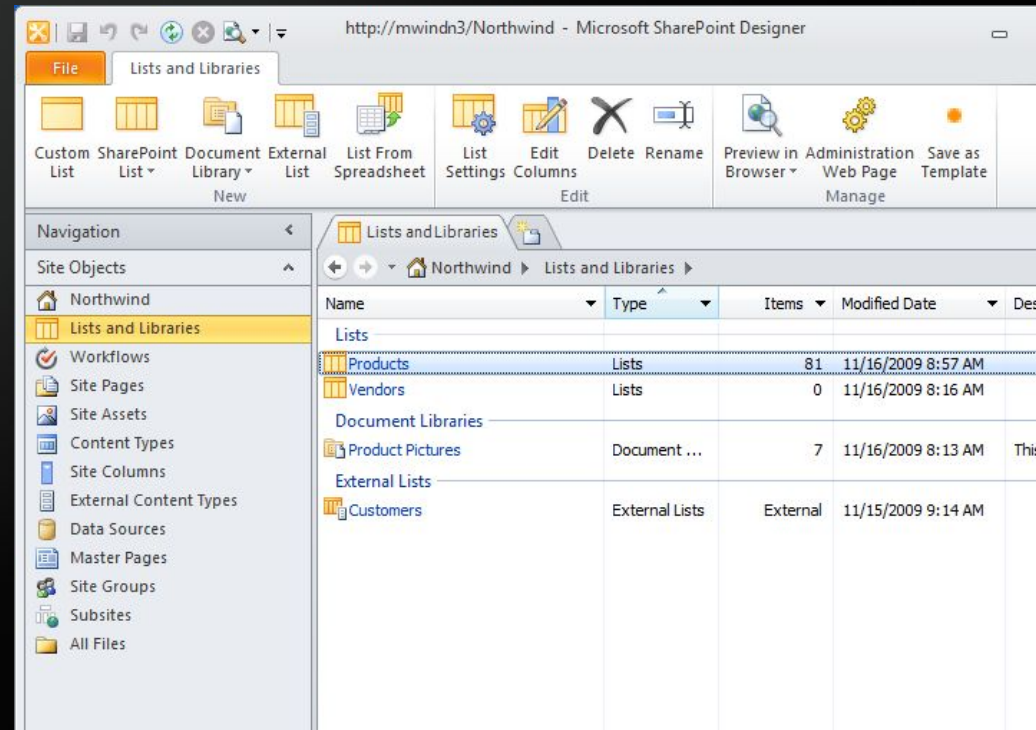 http://mwindn3/Northwind - Microsoft SharePoint Designer
File Lists and Libraries
Custom List SharePoint List Document Library External List List From Spreadsheet List Settings Edit Columns Delete Rename Preview in Browser Administration Web Page Save as Template
New Edit Manage
Navigation
Site Objects
Northwind
Lists and Libraries
Workflows
Site Pages
Site Assets
Content Types
Site Columns
External Content Types
Data Sources
Master Pages
Site Groups
Subsites
All Files
Lists and Libraries
Northwind Lists and Libraries
Name Type Items Modified Date Des
Lists
Products Lists 81 11/16/2009 8:57 AM
Vendors Lists 0 11/16/2009 8:16 AM
Document Libraries
Product Pictures Document ... 7 11/16/2009 8:13 AM This
External Lists
Customers External Lists External 11/15/2009 9:14 AM